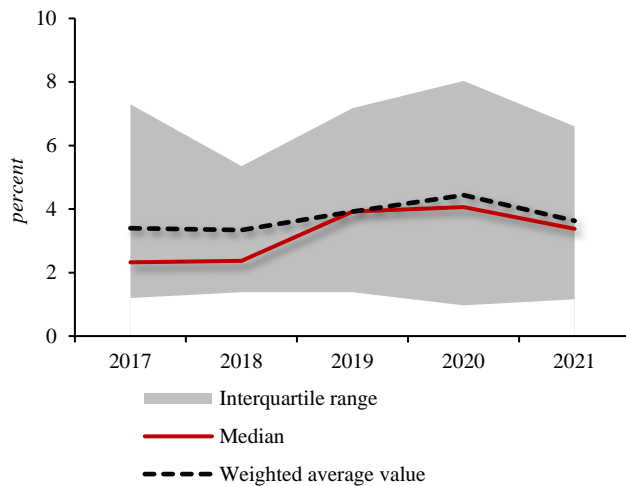 10
8
6
4
2
0
percent
2017 2018 2019 2020 2021
Interquartile range
Median
Weighted average value